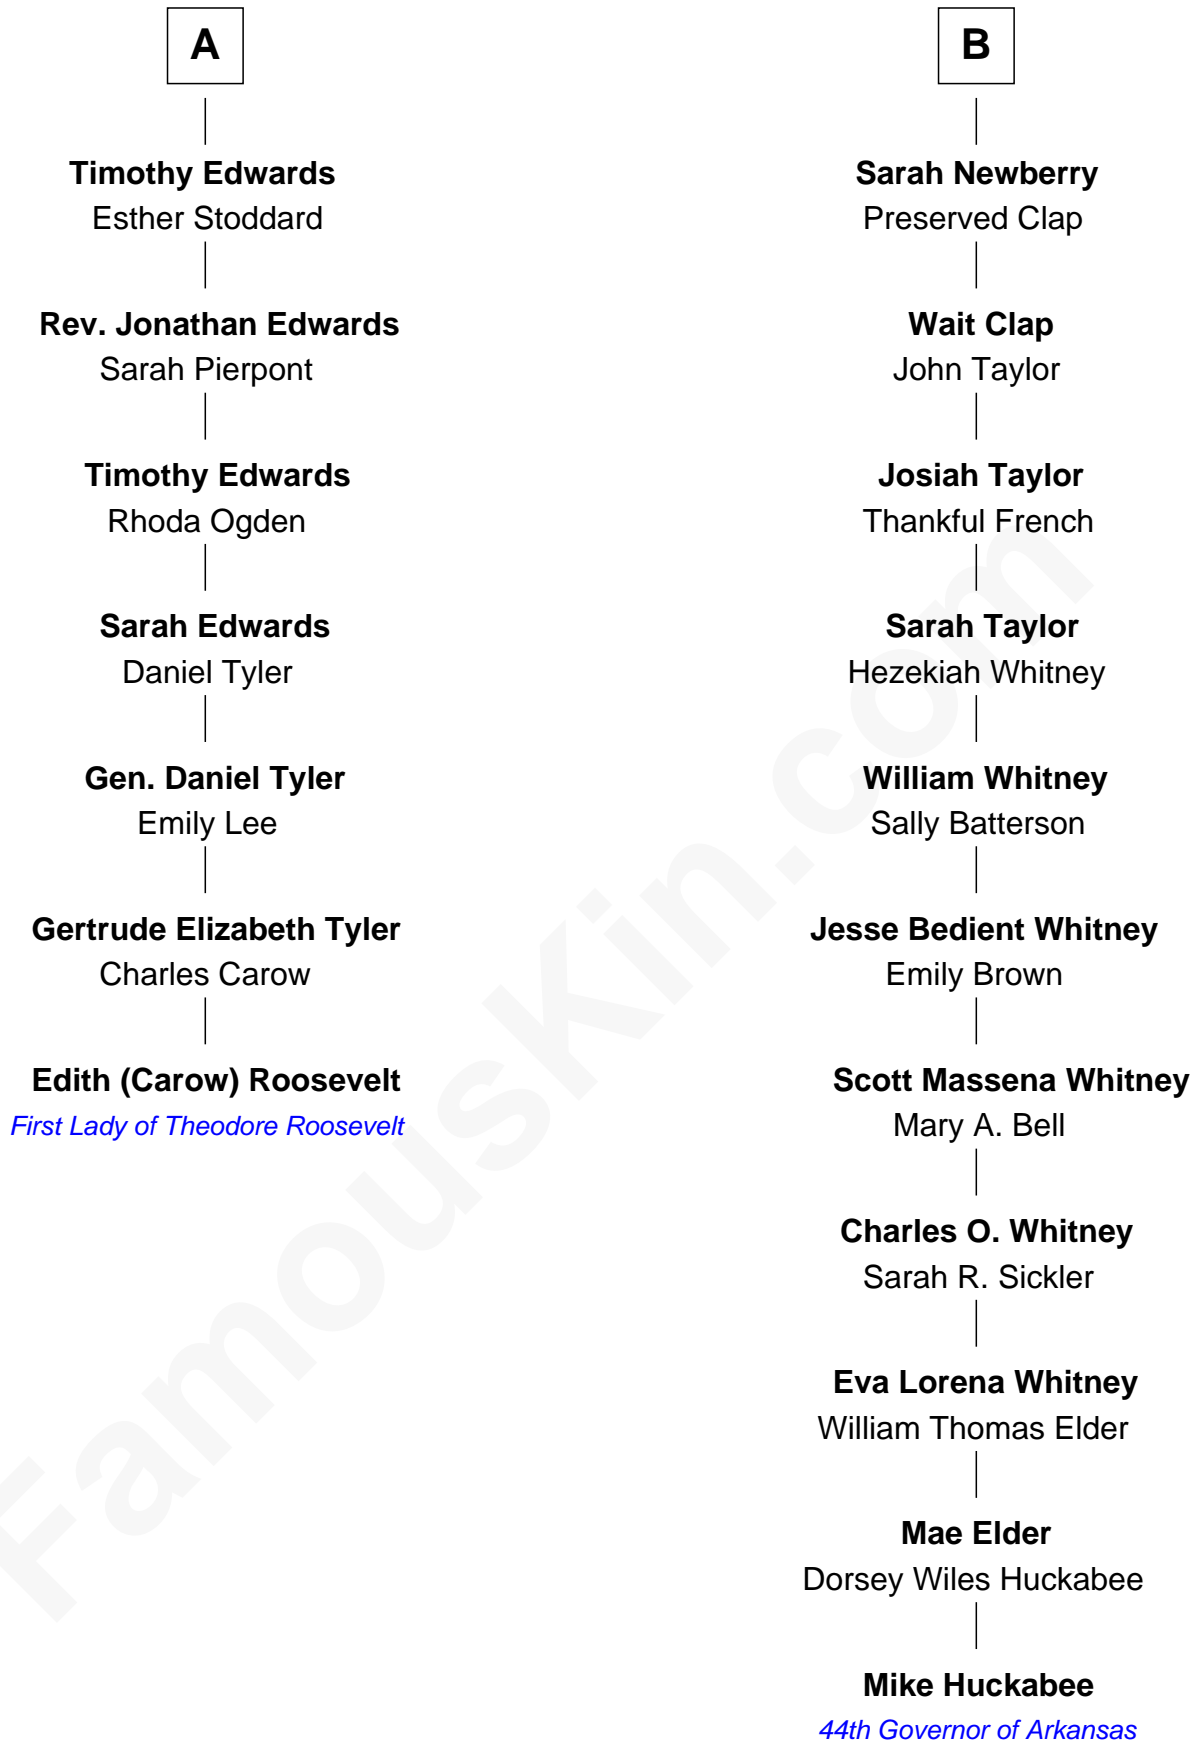 A
Timothy Edwards
Esther Stoddard
Rev. Jonathan Edwards
Sarah Pierpont
Timothy Edwards
Rhoda Ogden
Sarah Edwards
Daniel Tyler
Gen. Daniel Tyler
Emily Lee
Gertrude Elizabeth Tyler
Charles Carow
Edith (Carow) Roosevelt
First Lady of Theodore Roosevelt
B
Sarah Newberry
Preserved Clap
Wait Clap
John Taylor
Josiah Taylor
Thankful French
Sarah Taylor
Hezekiah Whitney
William Whitney
Sally Batterson
Jesse Bedient Whitney
Emily Brown
Scott Massena Whitney
Mary A. Bell
Charles O. Whitney
Sarah R. Sickler
Eva Lorena Whitney
William Thomas Elder
Mae Elder
Dorsey Wiles Huckabee
Mike Huckabee
44th Governor of Arkansas
FamousKin.com